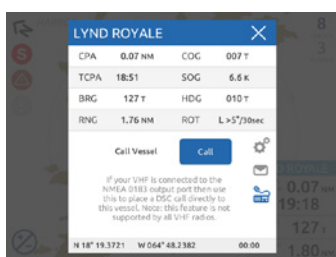 LYND ROYALE
CPA 0.07 NM COG 007 T
TCPA 18:51 SOG 6.6 K
BRG 127 T HDG 010 T
RNG 1.76 NM ROT L >5°/30sec
Call Vessel Call
If your VHF is connected to the
NMEA 0183 output port then use
this to place a DSC call directly to
this vessel. Note: this feature is not
supported by all VHF radios.
N 18° 19.3721 W 064° 48.2382 00:00
8
3
S
D ROYALE
0.07 NM
19:18
127 T
1.80 NM